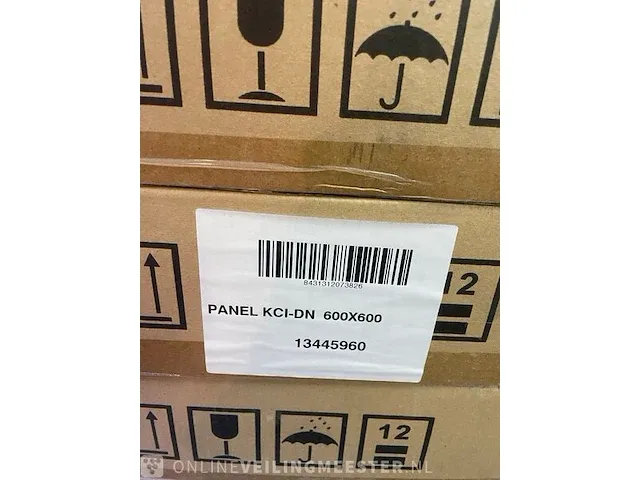 8431312073826
PANEL KCI-DN 600X600
13445960
12
12
ONLINEVEILINGMEESTER.NL